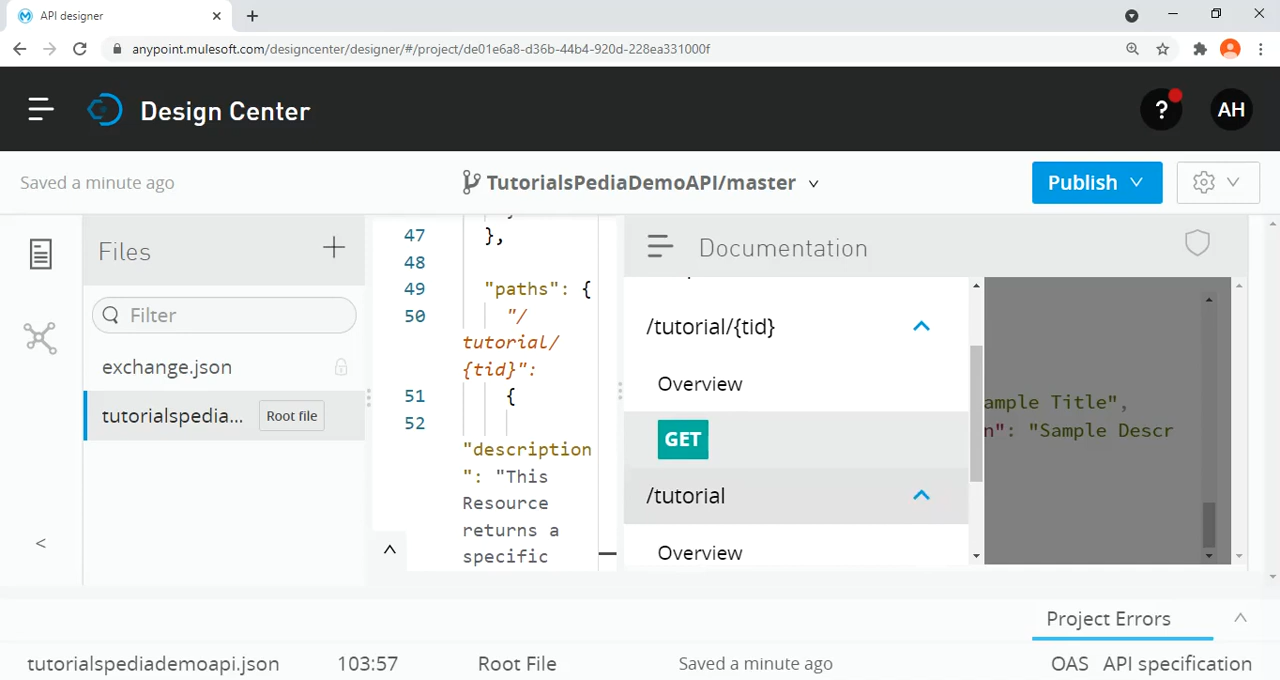 API designer
anypoint.mulesoft.com/designcenter/designer/#/project/de01e6a8-d36b-44b4-920d-228ea331000f
Design Center
?
AH
Saved a minute ago
TutorialsPediaDemoAPI/master
Publish
Files
Filter
exchange.json
tutorialspedia...
Root file
<
47
},
48
49
"paths": {
50
"/
tutorial/
{tid}":
51
{
52
"description
": "This
Resource
returns a
specific
Documentation
/tutorial/{tid}
Overview
GET
/tutorial
Overview
ample Title",
n": "Sample Descr
Project Errors
tutorialspediademoapi.json
103:57
Root File
Saved a minute ago
OAS
API specification